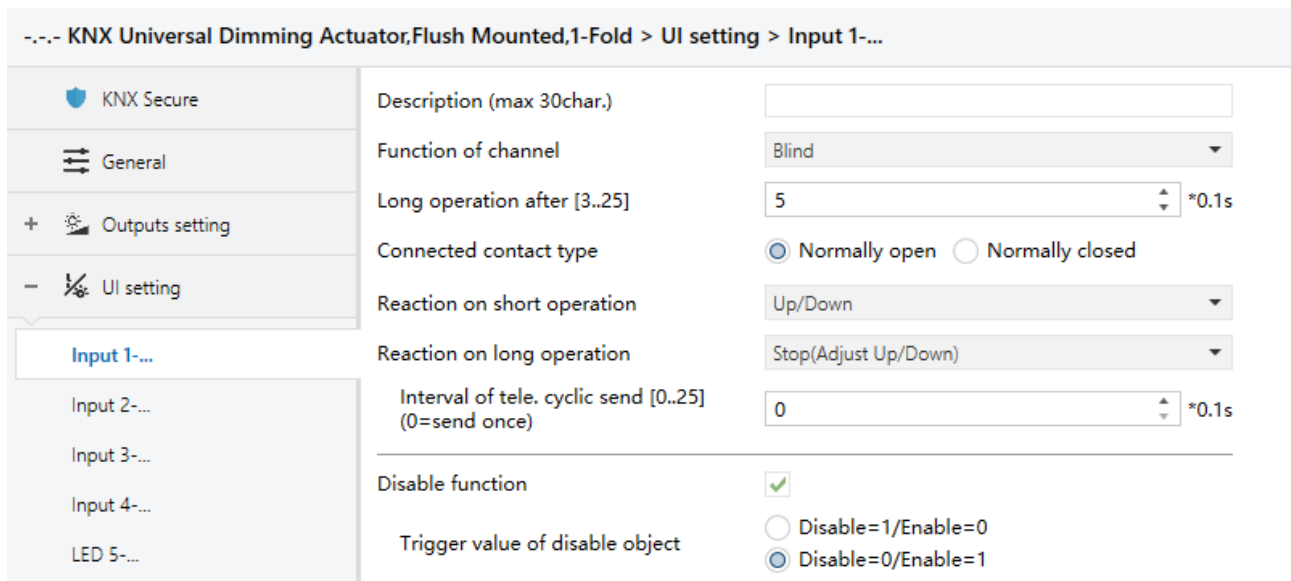 -.-.- KNX Universal Dimming Actuator,Flush Mounted,1-Fold > UI setting > Input 1-...
KNX Secure
General
+ Outputs setting
− UI setting
Input 1-...
Input 2-...
Input 3-...
Input 4-...
LED 5-...
Description (max 30char.)
Function of channel Blind
Long operation after [3..25] 5 *0.1s
Connected contact type Normally open Normally closed
Reaction on short operation Up/Down
Reaction on long operation Stop(Adjust Up/Down)
Interval of tele. cyclic send [0..25]
(0=send once) 0 *0.1s
Disable function
Trigger value of disable object Disable=1/Enable=0
Disable=0/Enable=1